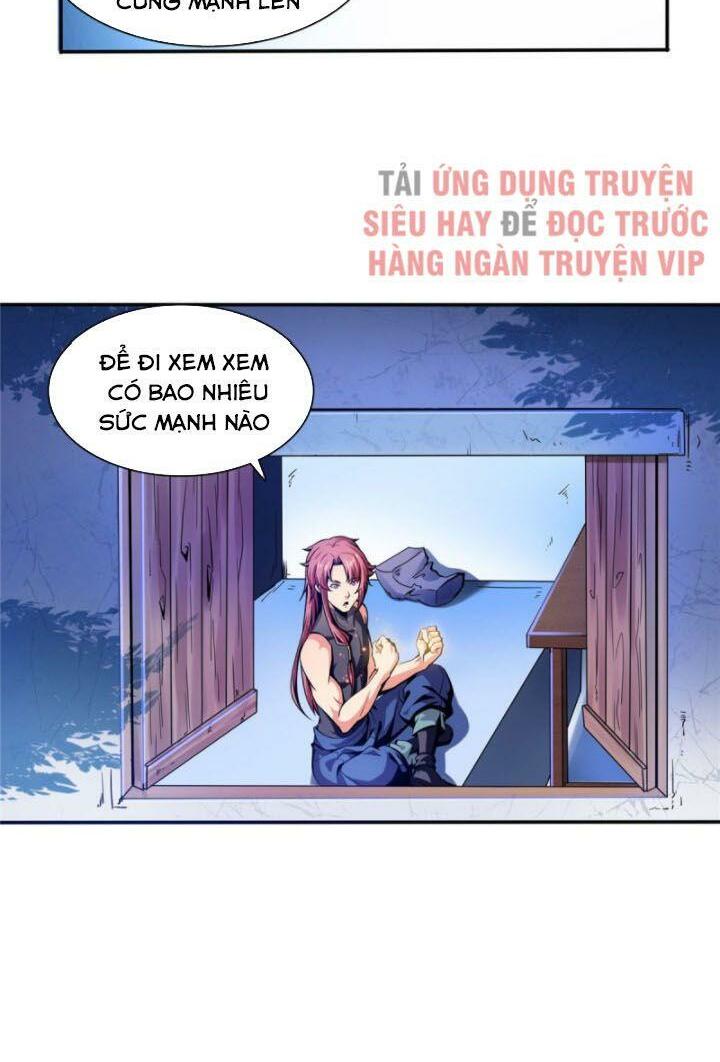 CŨNG MẠNH LÊN
TẢI ỨNG DỤNG TRUYỆN
SIÊU HAY ĐỂ ĐỌC TRƯỚC
HÀNG NGÀN TRUYỆN VIP
ĐỂ ĐI XEM XEM
CÓ BAO NHIÊU
SỨC MẠNH NÀO